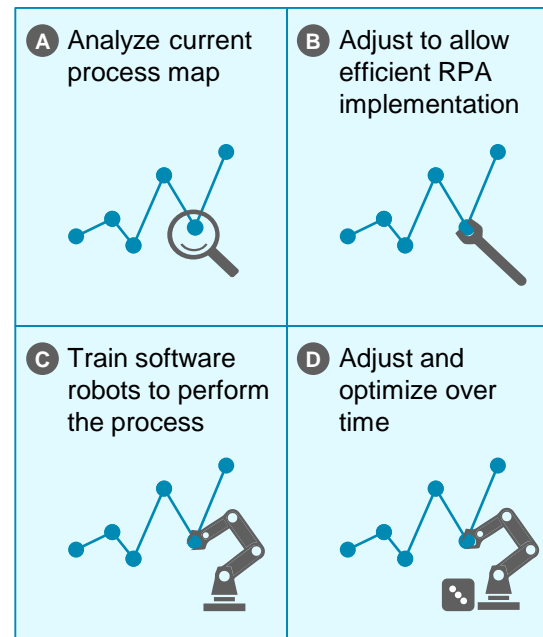 A Analyze current
process map
B Adjust to allow
efficient RPA
implementation
C Train software
robots to perform
the process
D Adjust and
optimize over
time